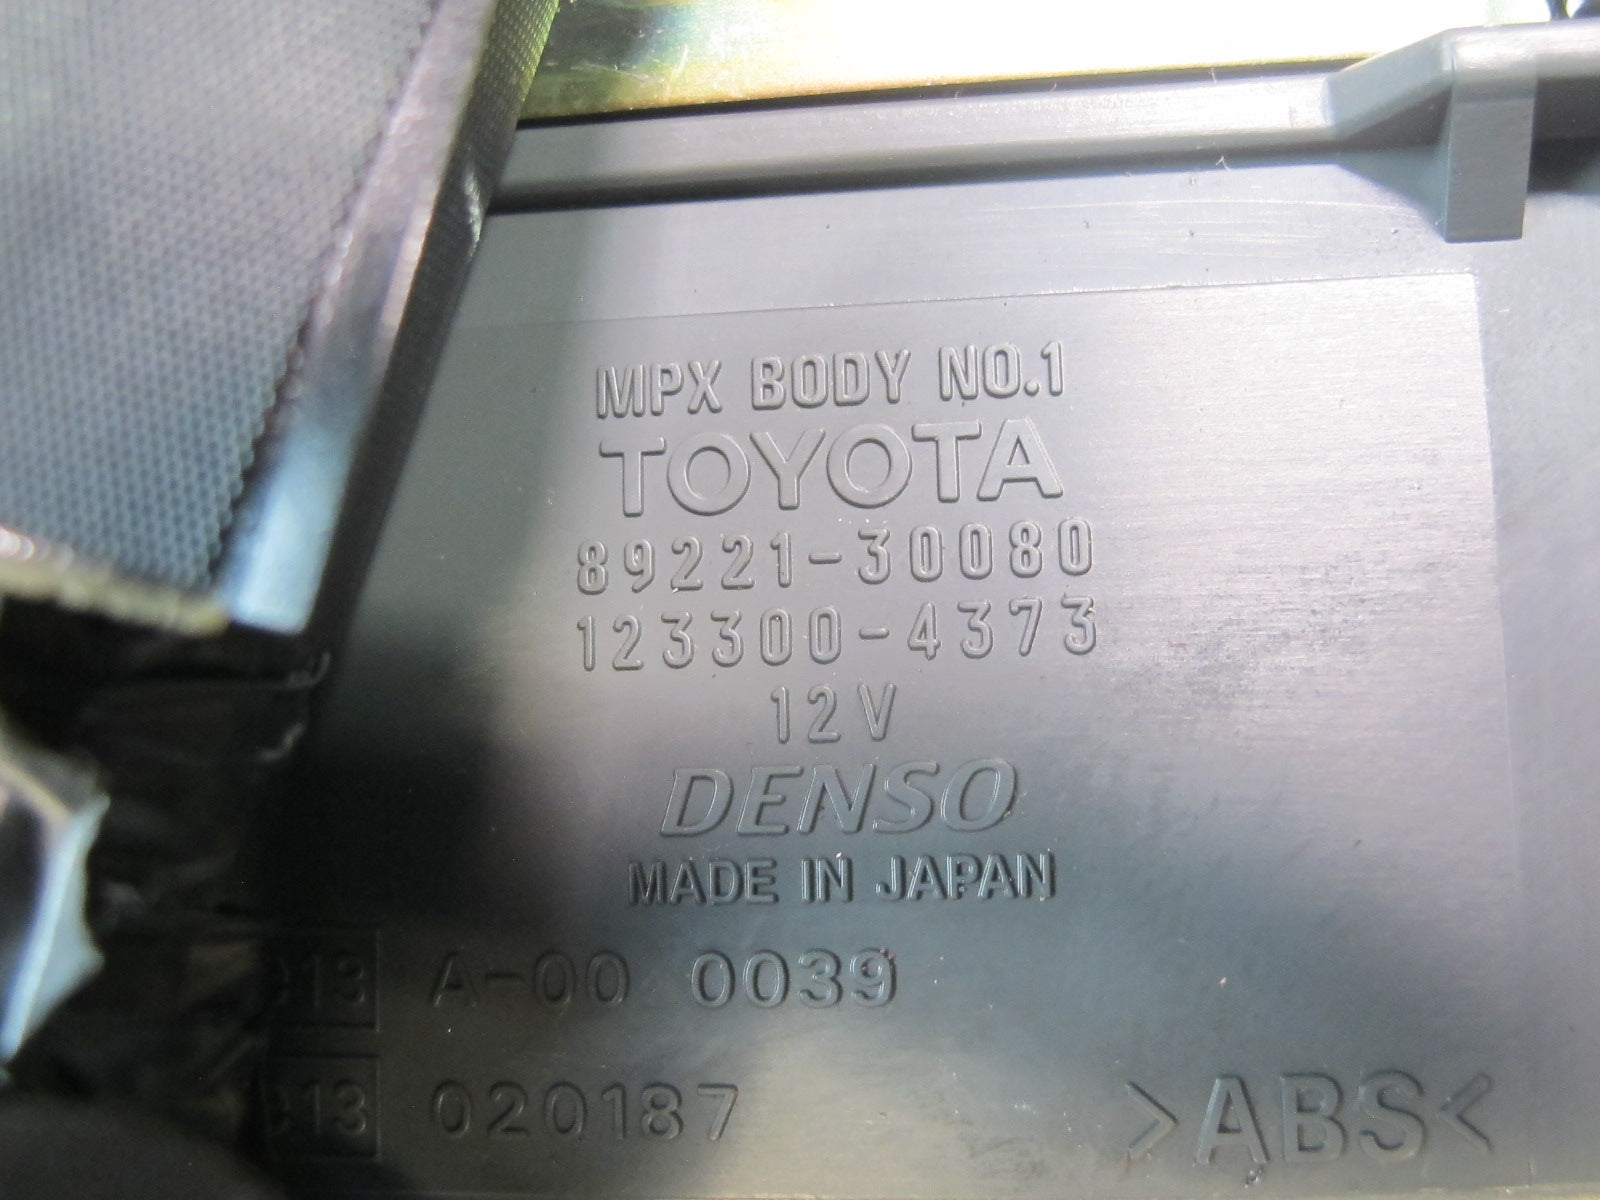 MPX BODY NO.1
TOYOTA
89221-30080
123300-4373
12V
DENSO
MADE IN JAPAN
A-00 0039
020187
>ABS<